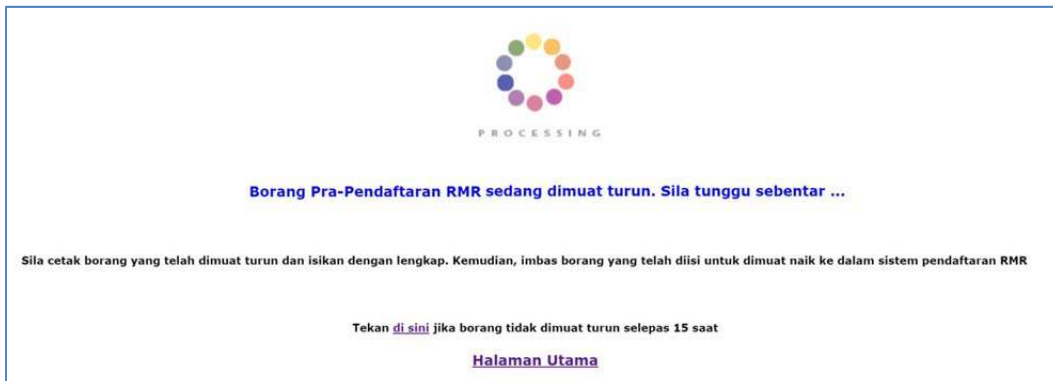 PROCESSING
Borang Pra-Pendaftaran RMR sedang dimuat turun. Sila tunggu sebentar ...
Sila cetak borang yang telah dimuat turun dan isikan dengan lengkap. Kemudian, imbas borang yang telah diisi untuk dimuat naik ke dalam sistem pendaftaran RMR
Tekan di sini jika borang tidak dimuat turun selepas 15 saat
Halaman Utama